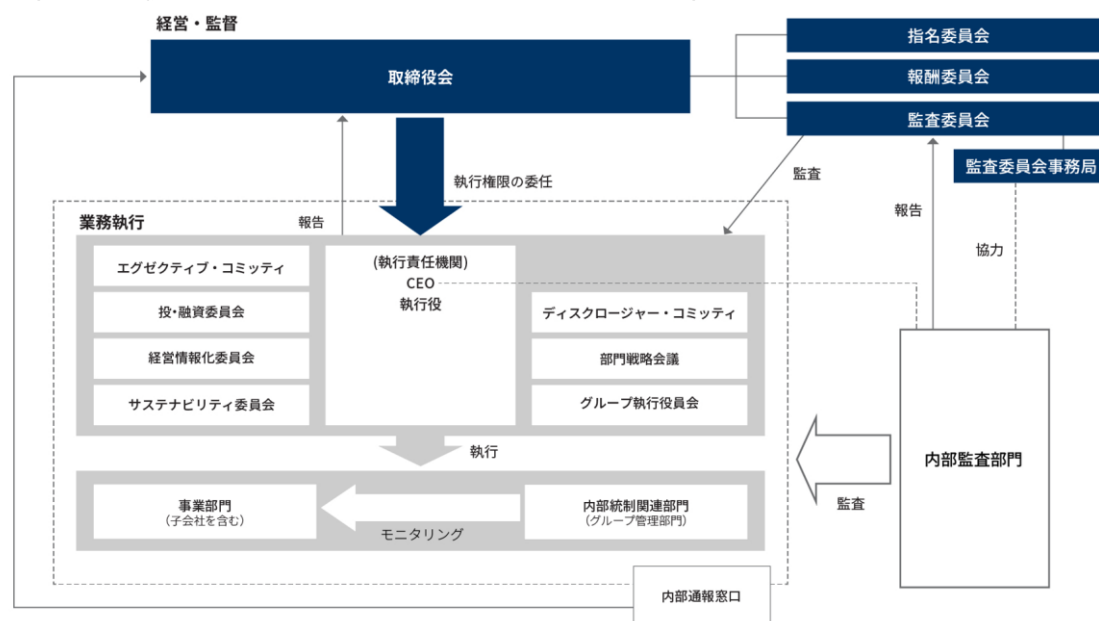 経営・監督
取締役会
指名委員会
報酬委員会
監査委員会
監査委員会事務局
執行権限の委任
監査
報告
協力
業務執行
報告
エグゼクティブ・コミッティ
投・融資委員会
経営情報化委員会
サステナビリティ委員会
(執行責任機関)
CEO
執行役
ディスクロージャー・コミッティ
部門戦略会議
グループ執行役員会
執行
事業部門
(子会社を含む)
モニタリング
内部統制関連部門
(グループ管理部門)
監査
内部監査部門
内部通報窓口